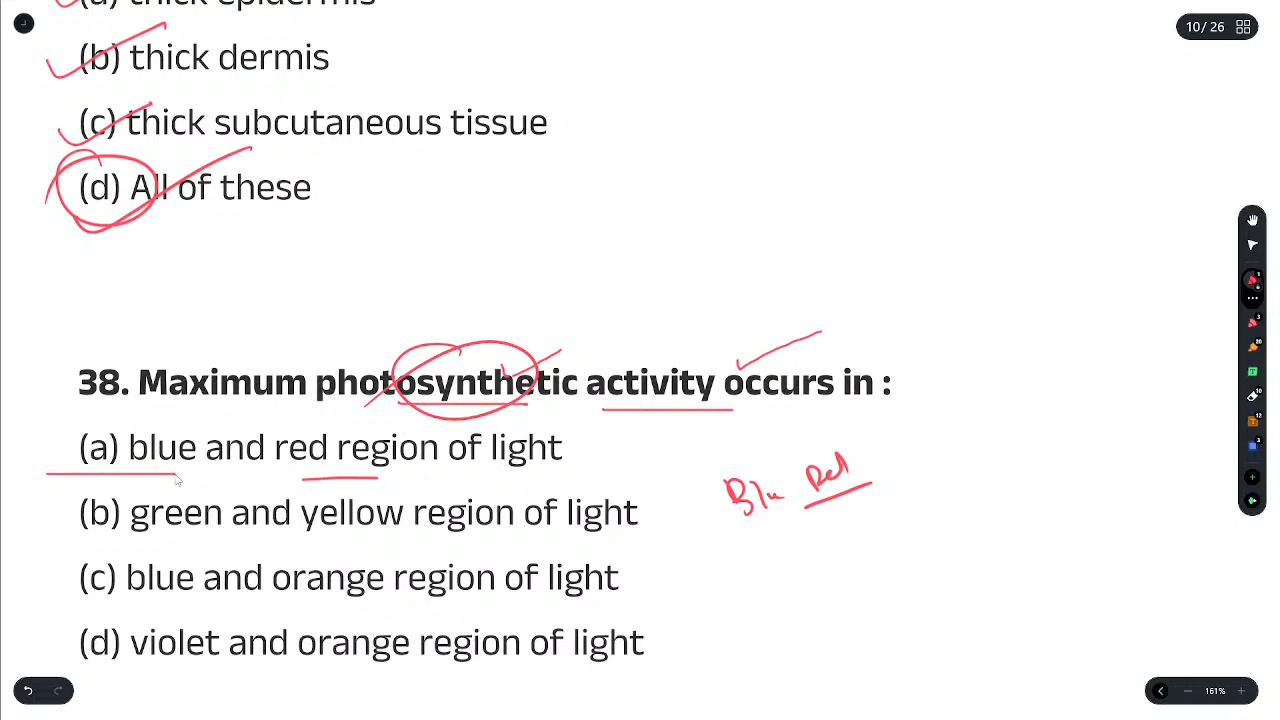 (a) thick epidermis
10 / 26
(b) thick dermis
(c) thick subcutaneous tissue
(d) All of these
38. Maximum photosynthetic activity occurs in :
(a) blue and red region of light
Blu Red
(b) green and yellow region of light
(c) blue and orange region of light
(d) violet and orange region of light
161%